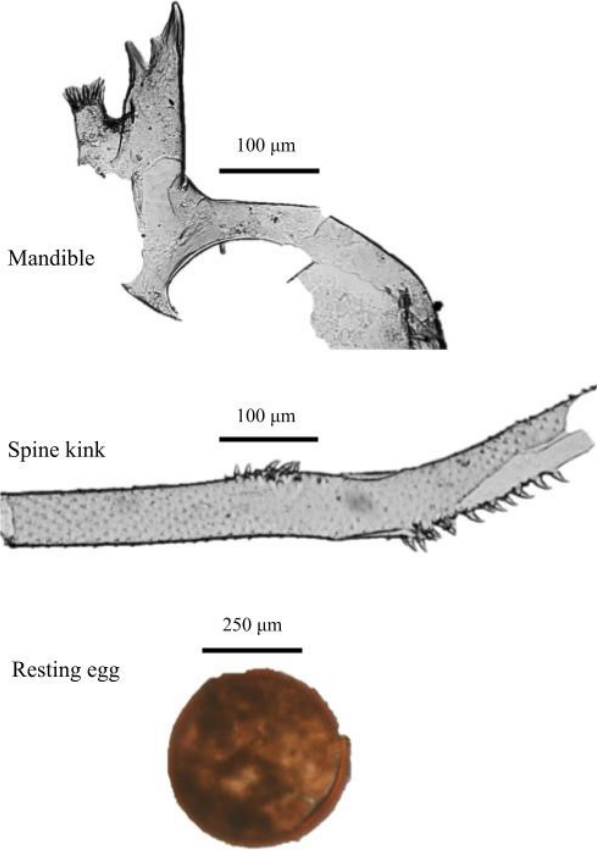 100 μm
Mandible
100 μm
Spine kink
250 μm
Resting egg